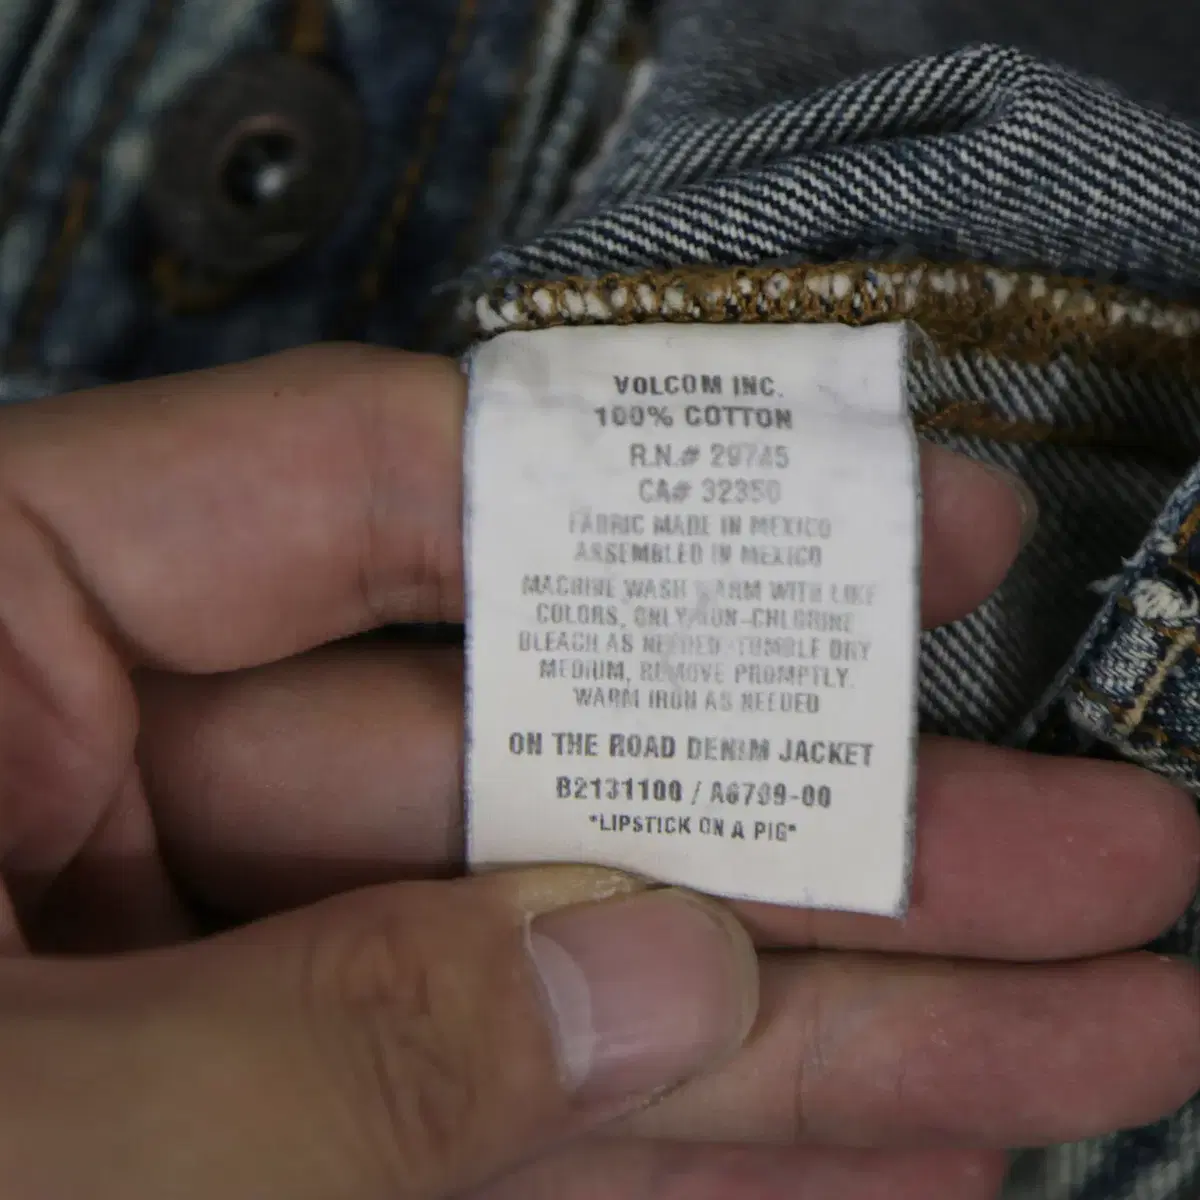 VOLCOM INC.
100% COTTON
R.N.# 29745
CA# 32350
FABRIC MADE IN MEXICO
ASSEMBLED IN MEXICO
MACHINE WASH WARM WITH LIKE
COLORS, ONLY NON-CHLORINE
BLEACH AS NEEDED TUMBLE DRY
MEDIUM, REMOVE PROMPTLY.
WARM IRON AS NEEDED
ON THE ROAD DENIM JACKET
B2131100 / A6799-00
"LIPSTICK ON A PIG"